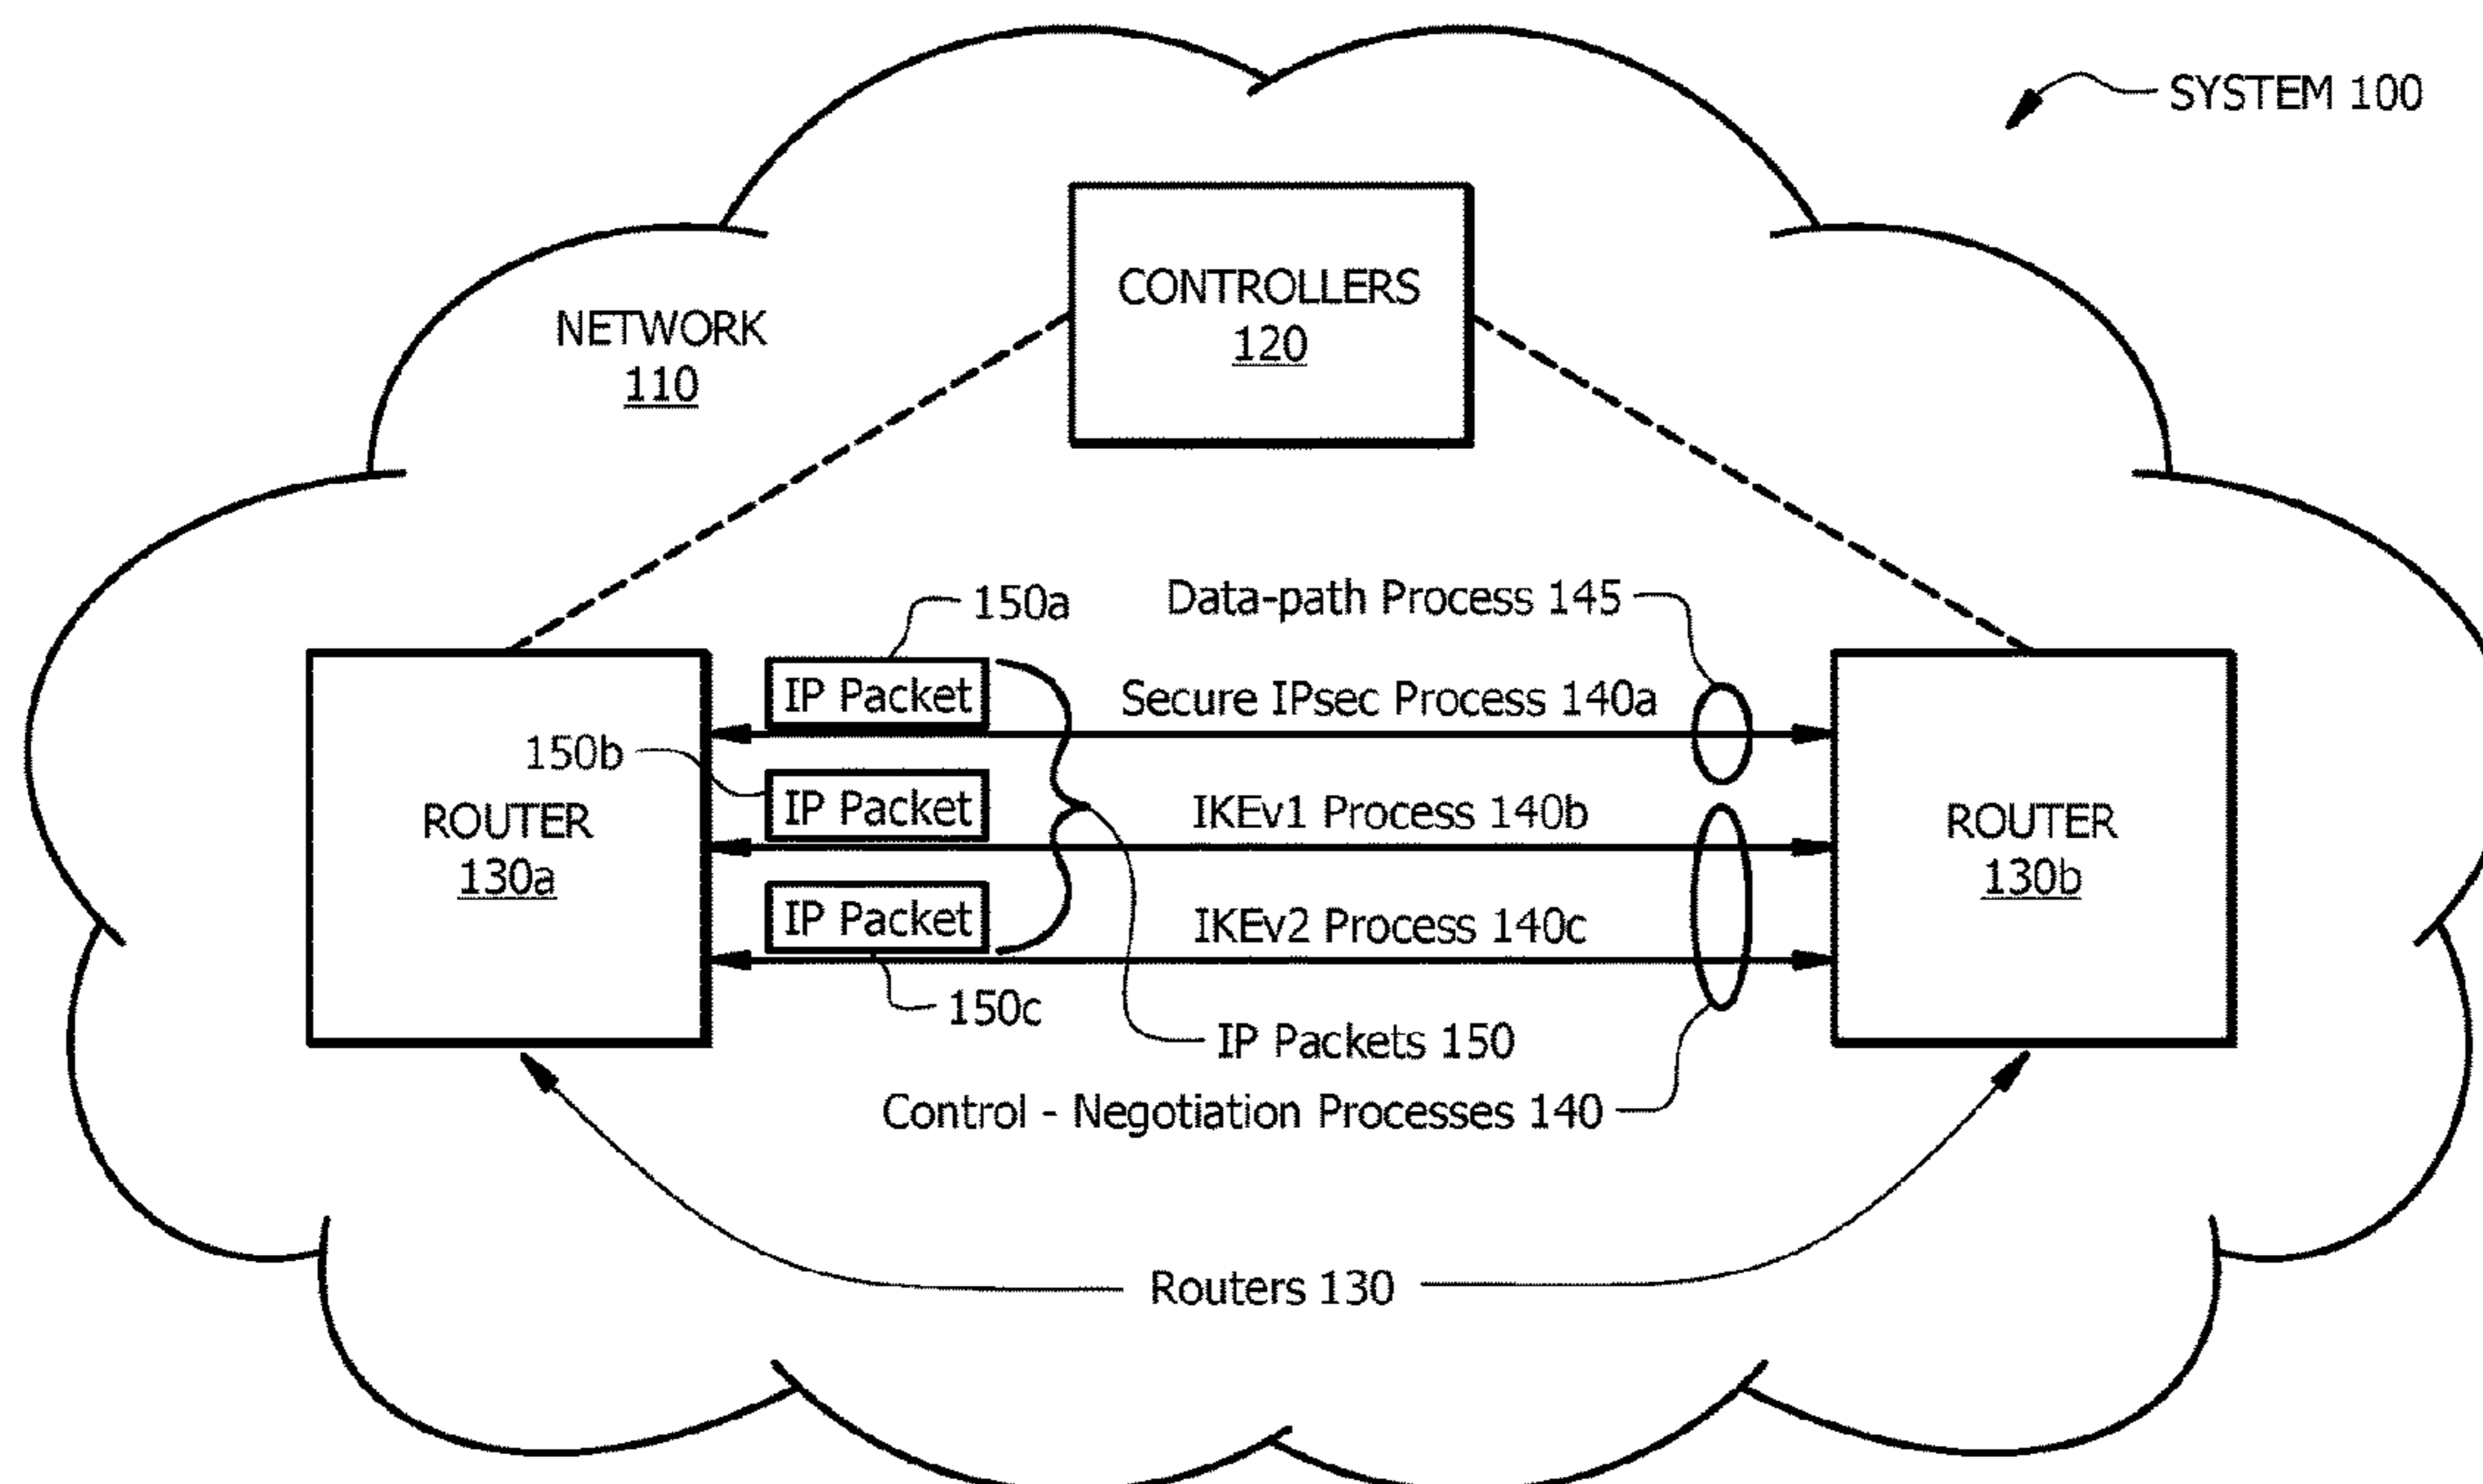 SYSTEM 100
CONTROLLERS
120
NETWORK
110
150a
Data-path Process 145
IP Packet
Secure IPsec Process 140a
150b
IP Packet
IKEv1 Process 140b
ROUTER
130a
ROUTER
130b
IP Packet
IKEv2 Process 140c
150c
IP Packets 150
Control - Negotiation Processes 140
Routers 130